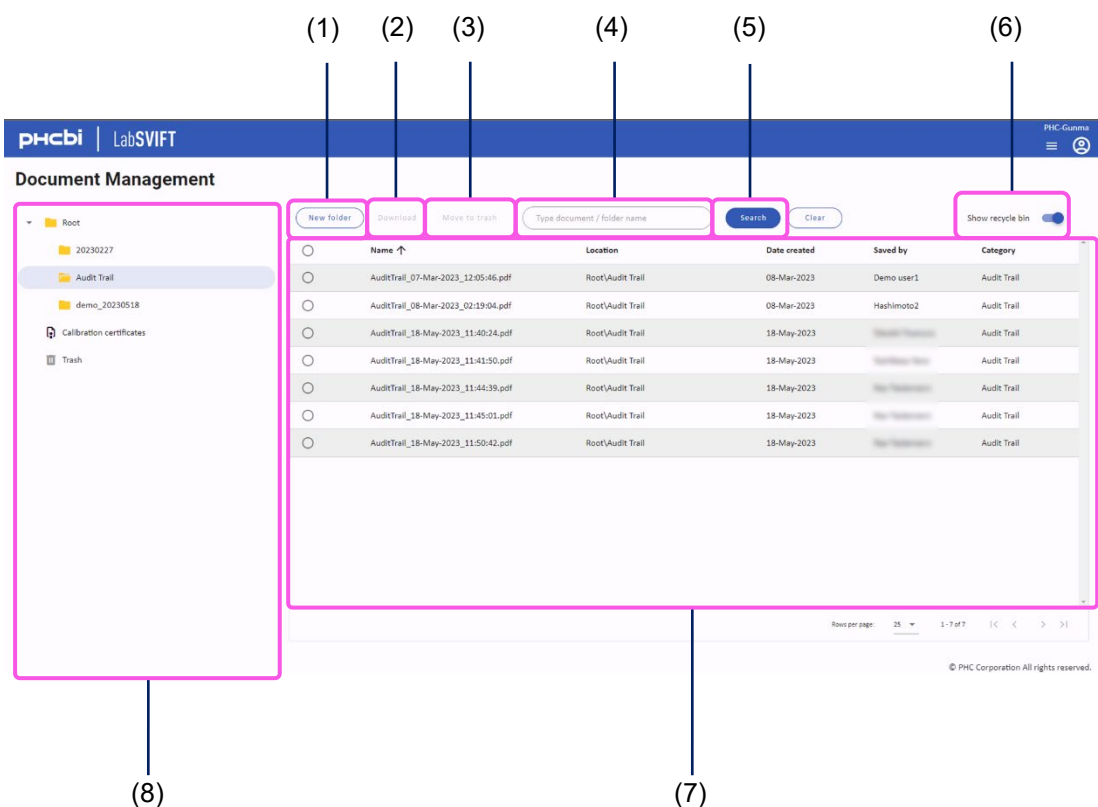 (1) (2) (3) (4) (5) (6)
PHC-Gunma
PHCbi | LabSVIFT
Document Management
Root
20230227
Audit Trail
demo_20230518
Calibration certificates
Trash
New folder Download Move to trash Type document / folder name Search Clear Show recycle bin
Name ↑ Location Date created Saved by Category
AuditTrail_07-Mar-2023_12:05:46.pdf Root\Audit Trail 08-Mar-2023 Demo user1 Audit Trail
AuditTrail_08-Mar-2023_02:19:04.pdf Root\Audit Trail 08-Mar-2023 Hashimoto2 Audit Trail
AuditTrail_18-May-2023_11:40:24.pdf Root\Audit Trail 18-May-2023 Audit Trail
AuditTrail_18-May-2023_11:41:50.pdf Root\Audit Trail 18-May-2023 Audit Trail
AuditTrail_18-May-2023_11:44:39.pdf Root\Audit Trail 18-May-2023 Audit Trail
AuditTrail_18-May-2023_11:45:01.pdf Root\Audit Trail 18-May-2023 Audit Trail
AuditTrail_18-May-2023_11:50:42.pdf Root\Audit Trail 18-May-2023 Audit Trail
Rows per page: 25 1-7 of 7 |< < > >|
© PHC Corporation All rights reserved.
(8) (7)